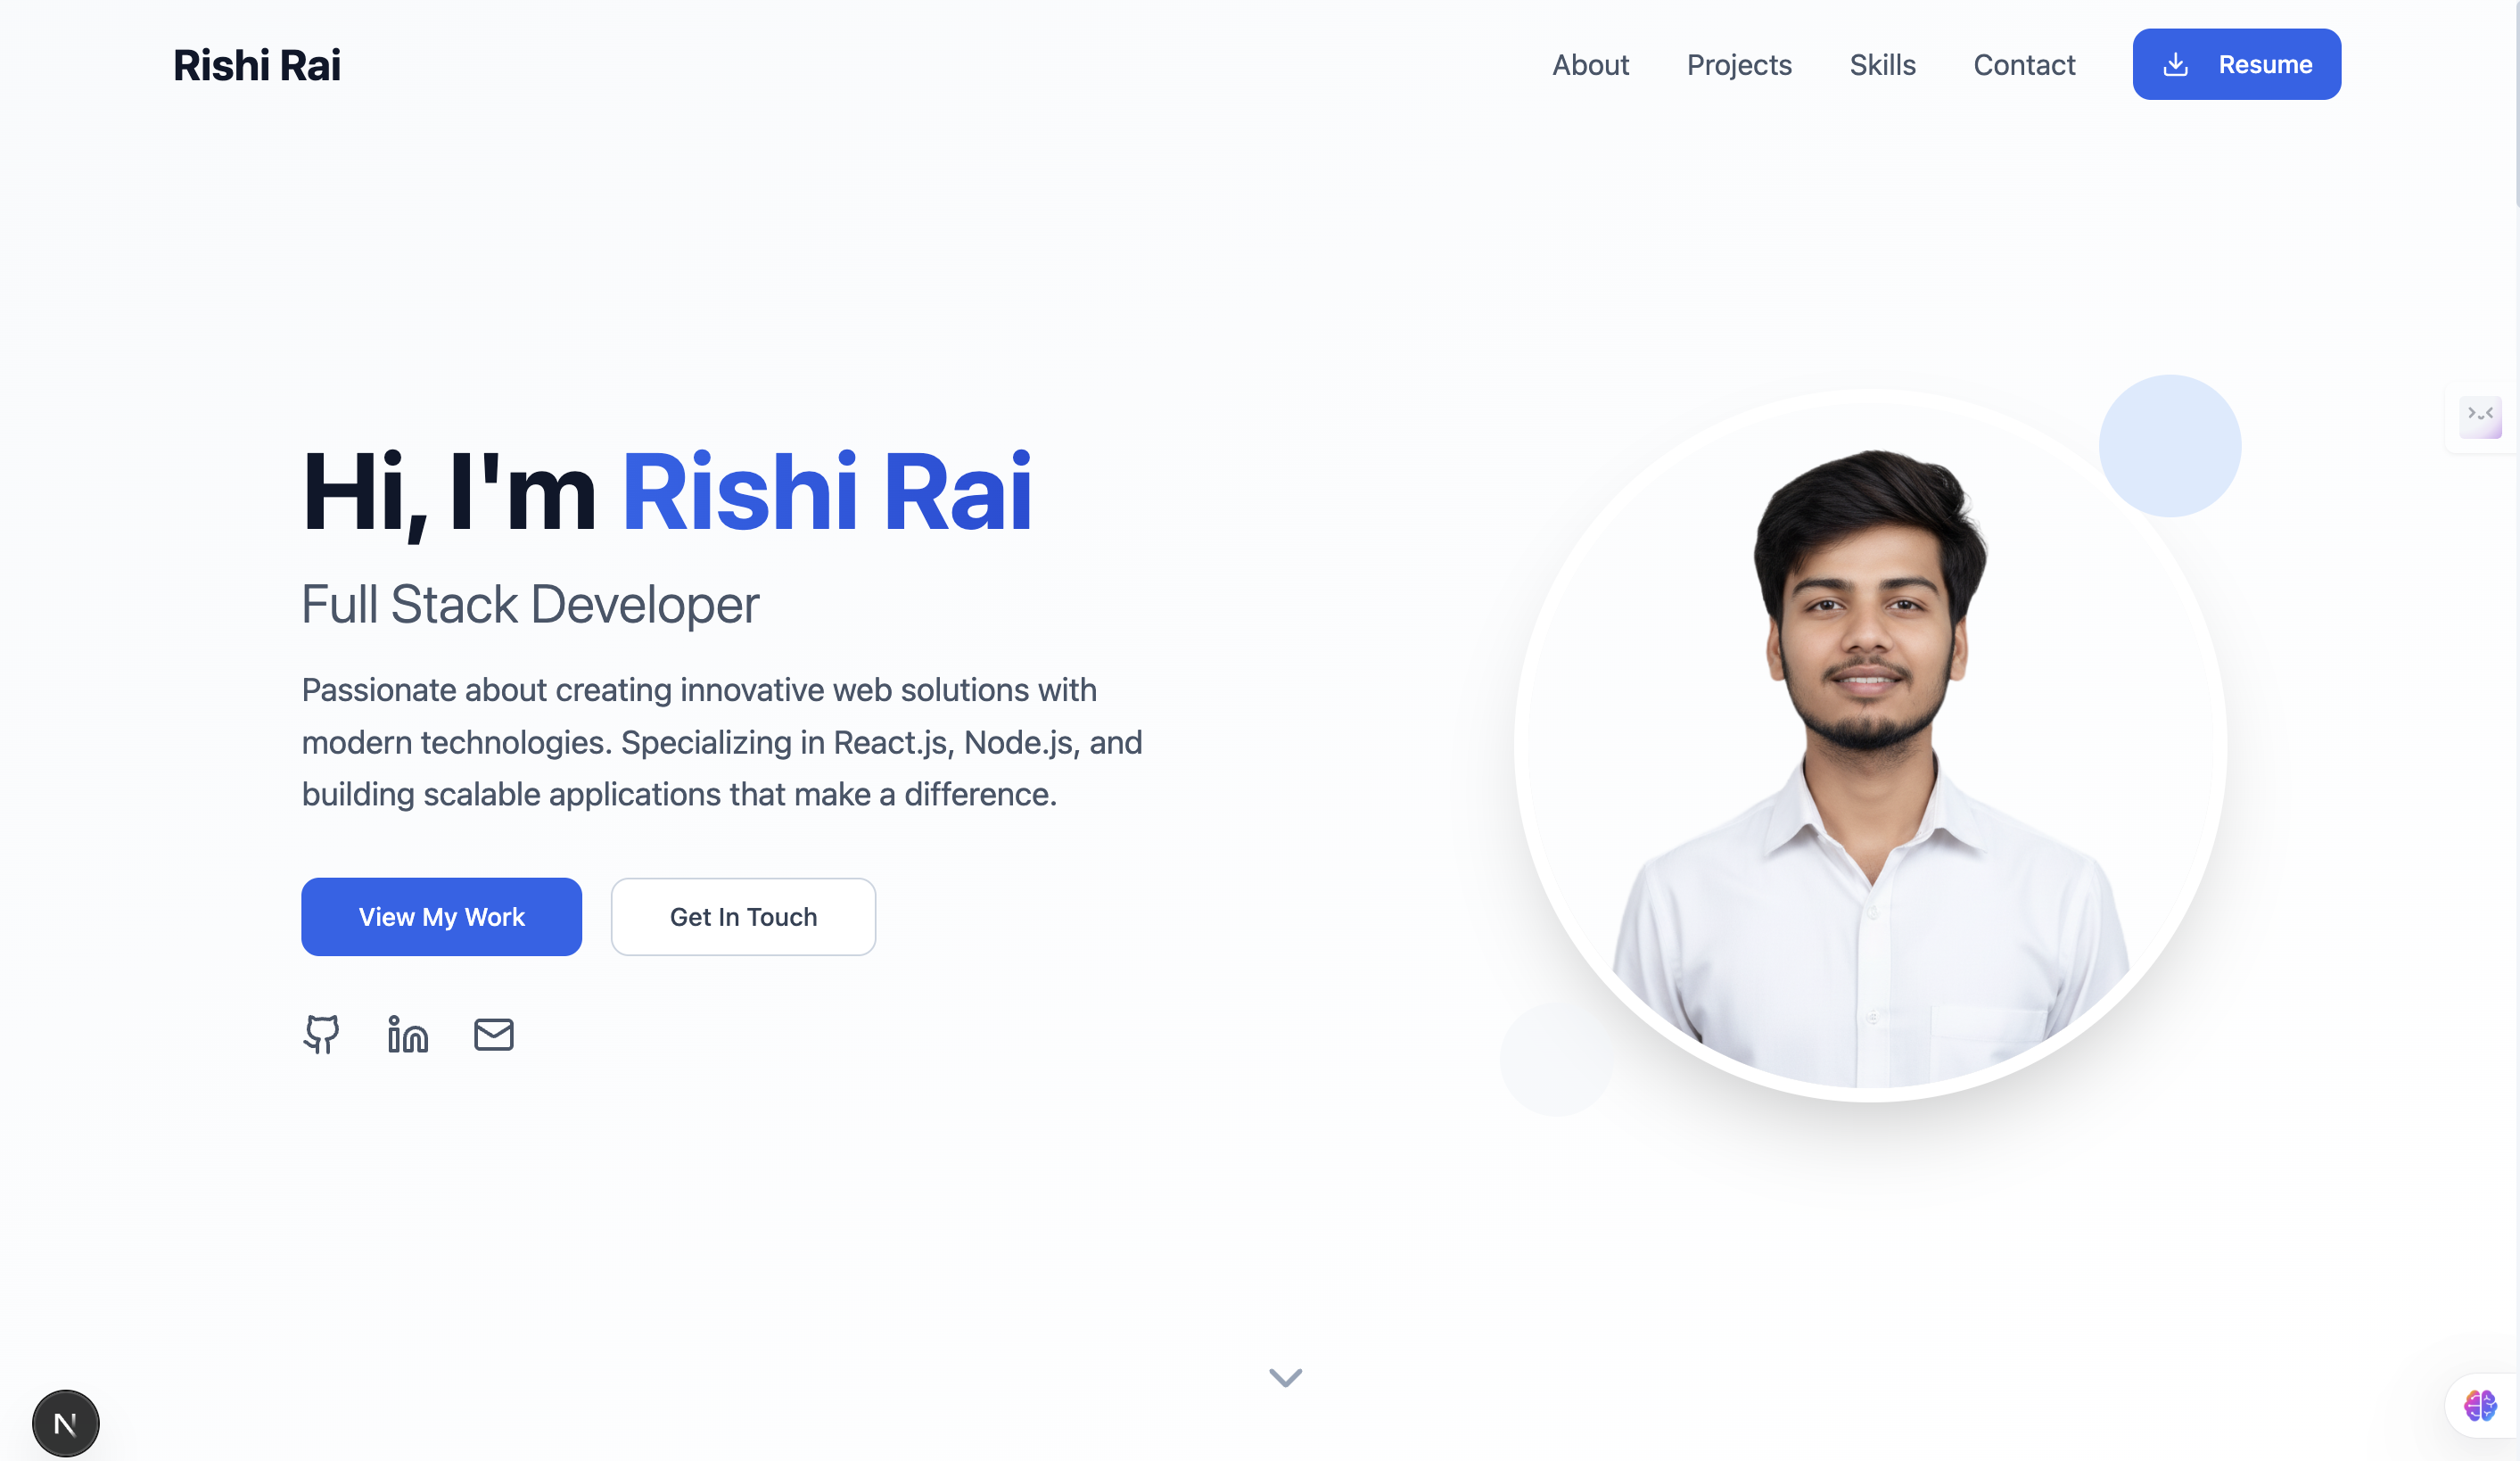 Rishi Rai
About
Projects
Skills
Contact
Resume
Hi, I'm Rishi Rai
Full Stack Developer
Passionate about creating innovative web solutions with
modern technologies. Specializing in React.js, Node.js, and
building scalable applications that make a difference.
View My Work
Get In Touch
N